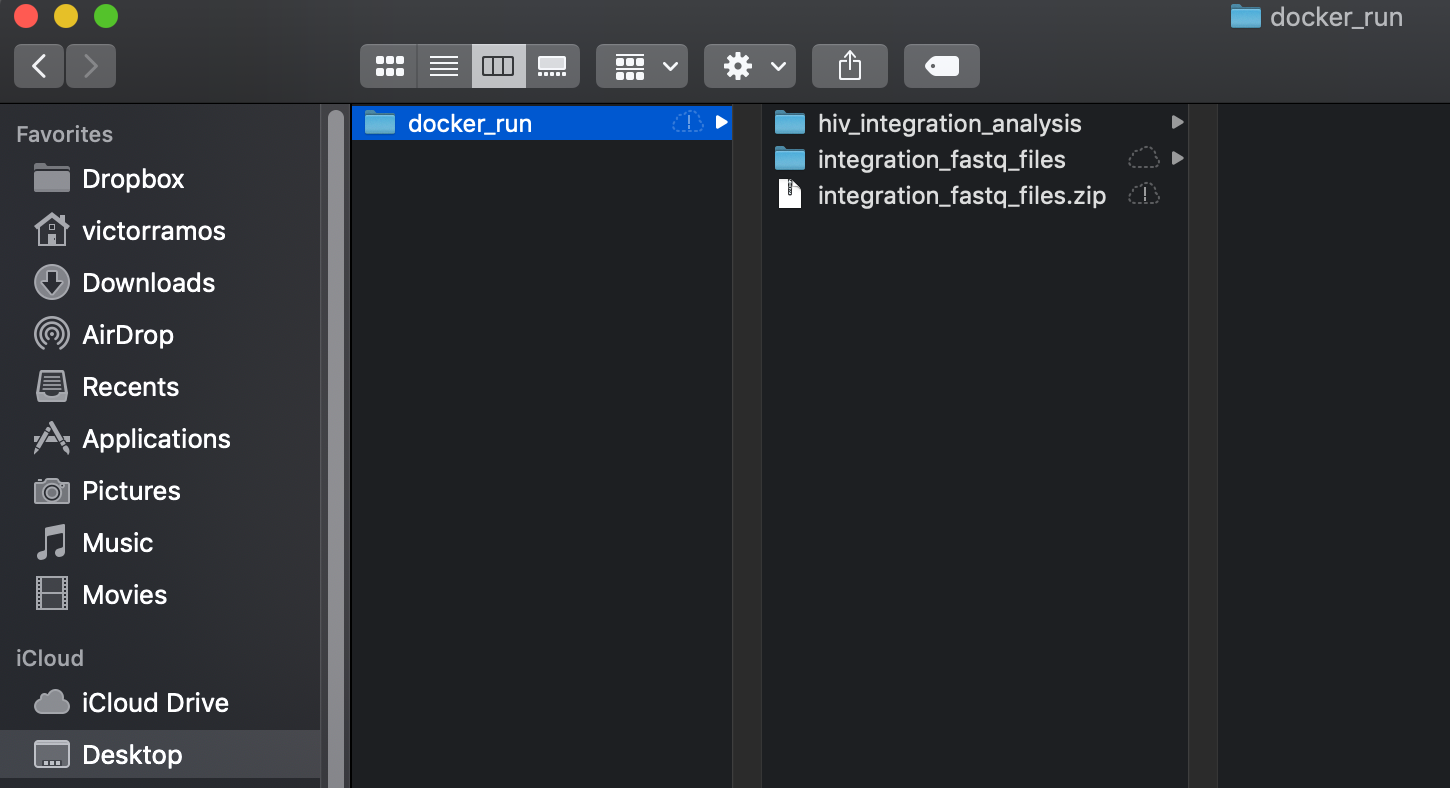 docker_run
Favorites
Dropbox
victorramos
Downloads
AirDrop
Recents
Applications
Pictures
Music
Movies
iCloud
iCloud Drive
Desktop
docker_run
hiv_integration_analysis
integration_fastq_files
integration_fastq_files.zip